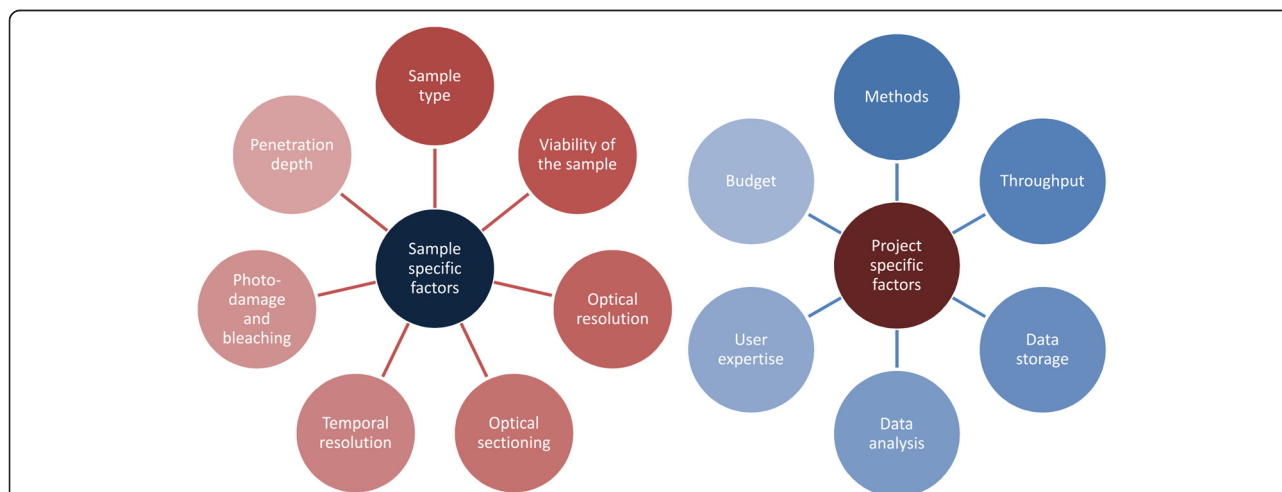 Sample
type
Viability of
the sample
Optical
resolution
Optical
sectioning
Temporal
resolution
Photo-
damage
and
bleaching
Penetration
depth
Sample
specific
factors
Methods
Throughput
Data
storage
Data
analysis
User
expertise
Budget
Project
specific
factors